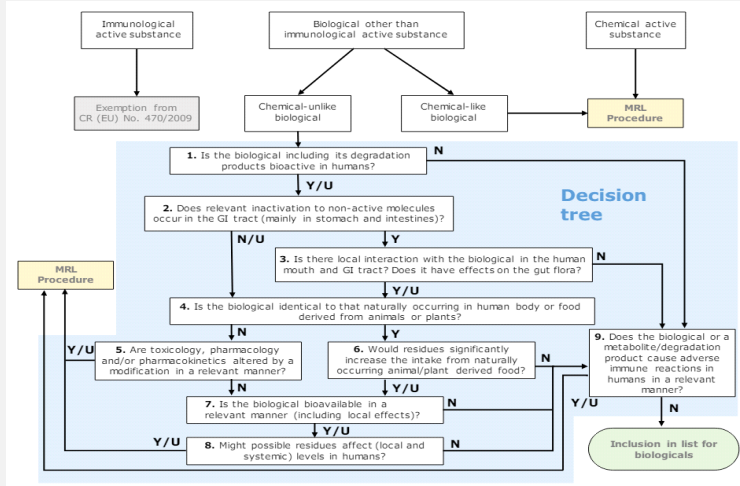 Immunological
active substance
Biological other than
immunological active substance
Chemical active
substance
Exemption from
CR (EU) No. 470/2009
Chemical-unlike
biological
Chemical-like
biological
MRL
Procedure
1. Is the biological including its degradation
products bioactive in humans?
N
Y/U
Decision
tree
2. Does relevant inactivation to non-active molecules
occur in the GI tract (mainly in stomach and intestines)?
N/U
Y
3. Is there local interaction with the biological in the human
mouth and GI tract? Does it have effects on the gut flora?
N
Y/U
MRL
Procedure
4. Is the biological identical to that naturally occurring in human body or food
derived from animals or plants?
N
Y
5. Are toxicology, pharmacology
and/or pharmacokinetics altered by a
modification in a relevant manner?
Y/U
N
6. Would residues significantly
increase the intake from naturally
occurring animal/plant derived food?
N
Y/U
7. Is the biological bioavailable in a
relevant manner (including local effects)?
N
Y/U
8. Might possible residues affect (local and
systemic) levels in humans?
Y/U
N
9. Does the biological or a
metabolite/degradation
product cause adverse
immune reactions in
humans in a relevant
manner?
Y/U
N
Inclusion in list for
biologicals